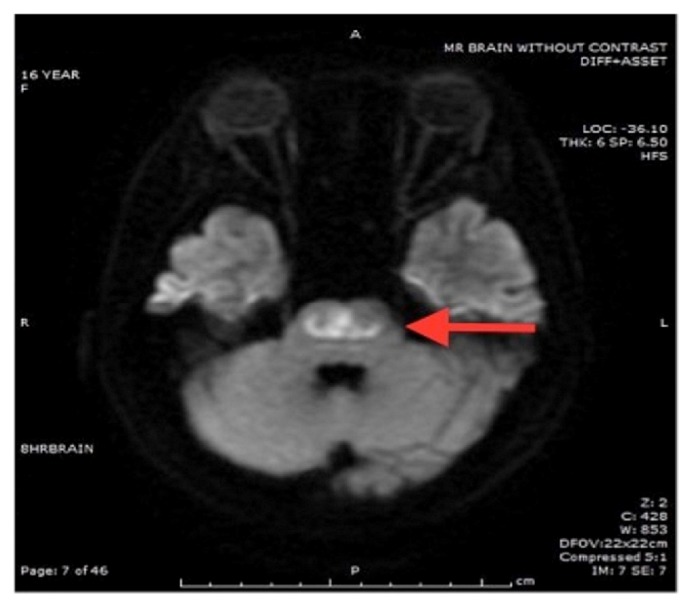 A
MR BRAIN WITHOUT CONTRAST
DIFF+ASSET
16 YEAR
F
LOC: -36.10
THK: 6 SP: 6.50
HFS
R
L
8HRBRAIN
Z: 2
C: 428
W: 853
DFOV:22x22cm
Compressed 5:1
IM: 7 SE: 7
Page: 7 of 46
P
cm